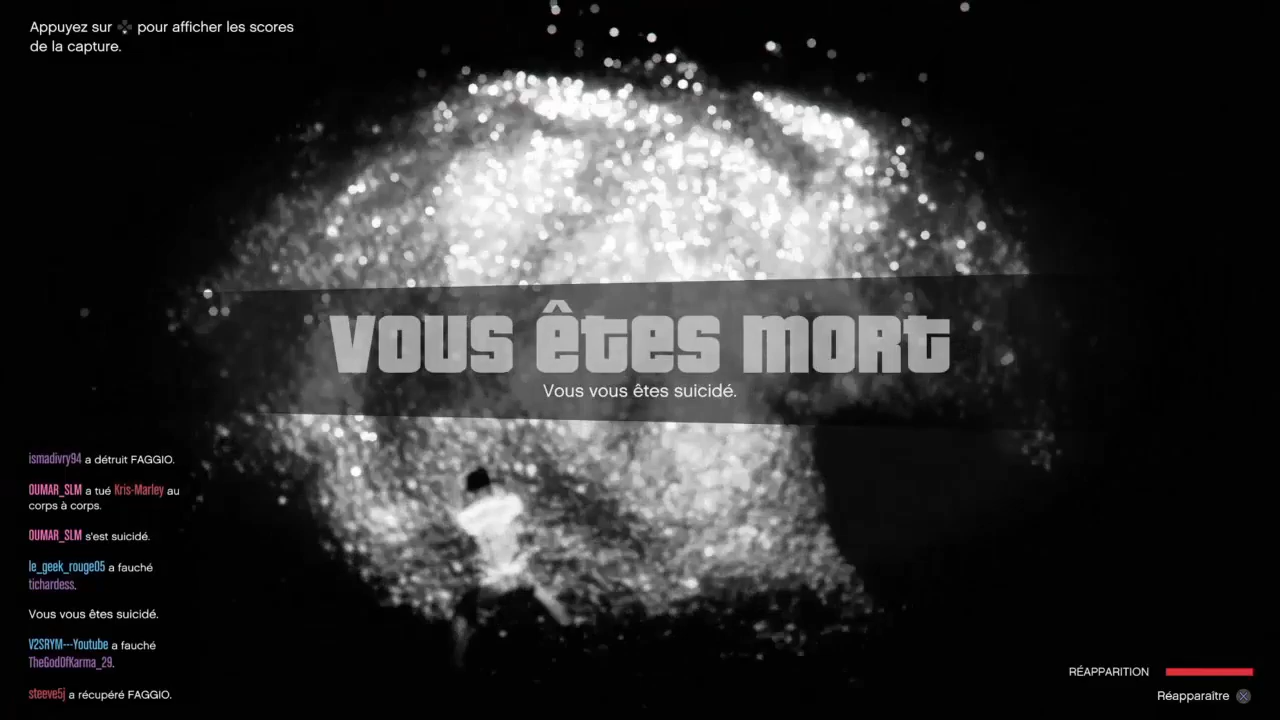 Appuyez sur pour afficher les scores
de la capture.
vous êtes mort
Vous vous êtes suicidé.
ismadivry94 a détruit FAGGIO.
OUMAR_SLM a tué Kris-Marley au
corps à corps.
OUMAR_SLM s'est suicidé.
le_geek_rouge05 a fauché
tichardess.
Vous vous êtes suicidé.
V2SRYM---Youtube a fauché
TheGodOfKarma_29.
steeve5j a récupéré FAGGIO.
RÉAPPARITION
Réapparaître